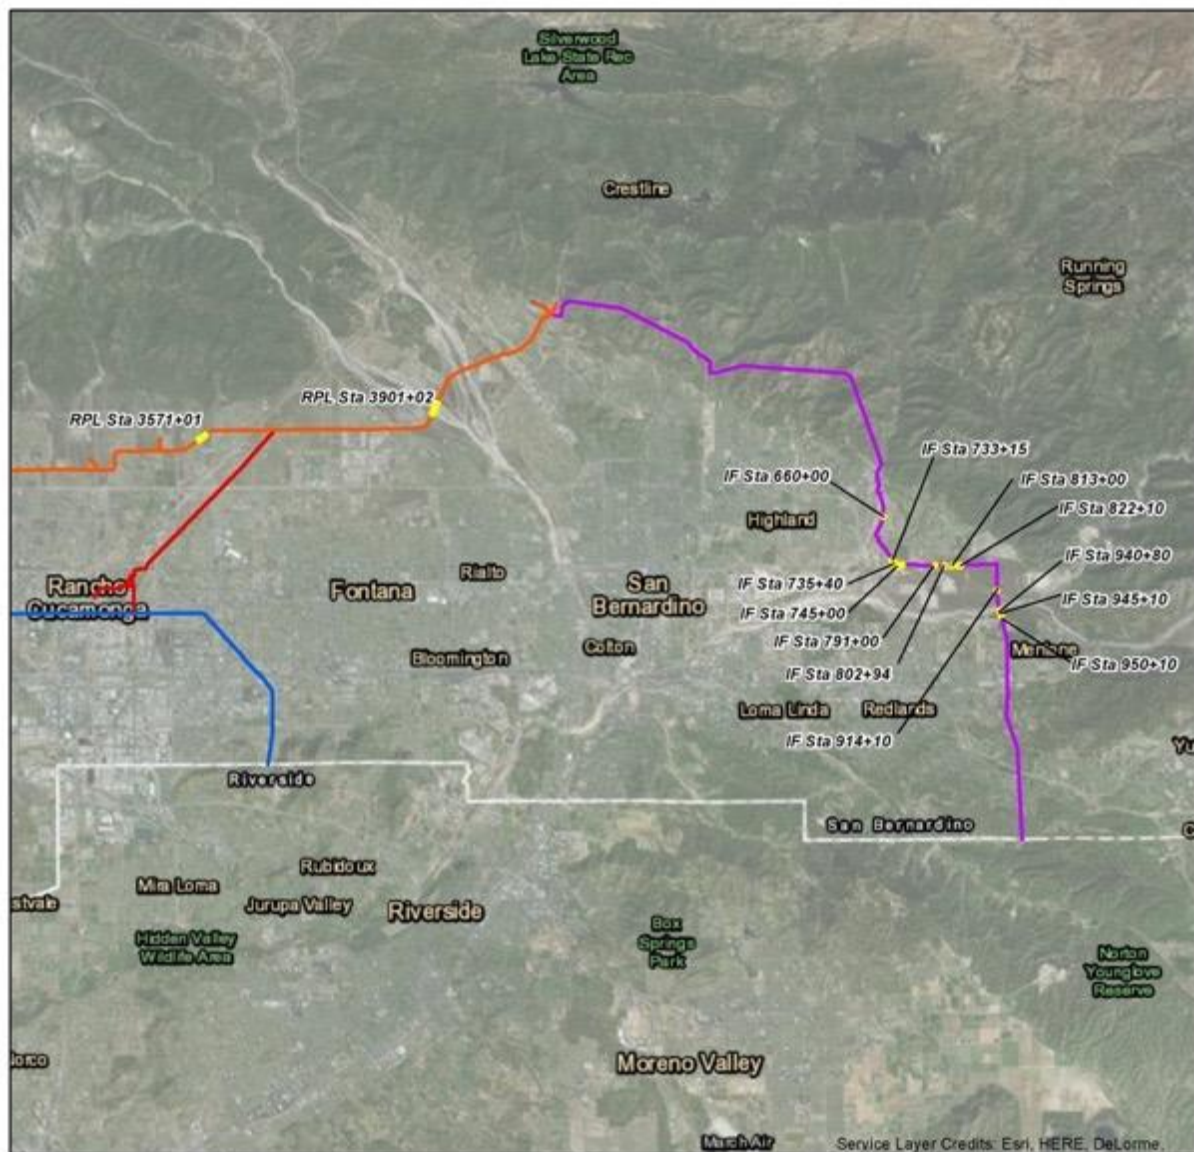 Silverwood
Lake State Rec
Area
Crestline
Running
Springs
RPL Sta 3901+02
RPL Sta 3571+01
IF Sta 733+15
IF Sta 660+00
IF Sta 813+00
Highland
IF Sta 822+10
IF Sta 940+80
Rialto
San
Bernardino
Rancho
Cucamonga
Fontana
IF Sta 735+40
IF Sta 945+10
IF Sta 745+00
IF Sta 791+00
Colton
Bloomington
IF Sta 950+10
IF Sta 802+94
Loma Linda
Redlands
IF Sta 914+10
Yu
Riverside
San Bernardino
C
Rubidoux
Mira Loma
stvale
Jurupa Valley
Riverside
Hidden Valley
Wildlife Area
Box
Springs
Park
Norton
Younglove
Reserve
Norco
Moreno Valley
March Air
Service Layer Credits: Esri, HERE, DeLorme,